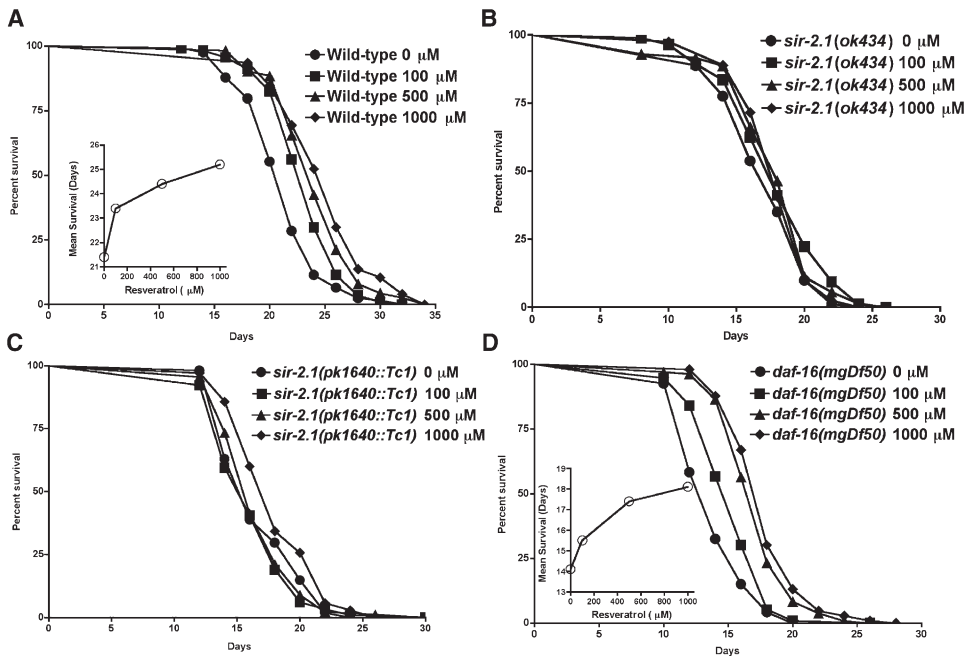 A
Percent survival
100
75
50
25
0
0 5 10 15 20 25 30 35
Days
Wild-type 0 μM
Wild-type 100 μM
Wild-type 500 μM
Wild-type 1000 μM
Mean Survival (Days)
26
25
24
23
22
21
0 200 400 600 800 1000
Resveratrol ( μM)
B
Percent survival
100
75
50
25
0
0 5 10 15 20 25 30
Days
sir-2.1(ok434) 0 μM
sir-2.1(ok434) 100 μM
sir-2.1(ok434) 500 μM
sir-2.1(ok434) 1000 μM
C
Percent survival
100
75
50
25
0
0 5 10 15 20 25 30
Days
sir-2.1(pk1640::Tc1) 0 μM
sir-2.1(pk1640::Tc1) 100 μM
sir-2.1(pk1640::Tc1) 500 μM
sir-2.1(pk1640::Tc1) 1000 μM
D
Percent survival
100
75
50
25
0
0 5 10 15 20 25 30
Days
daf-16(mgDf50) 0 μM
daf-16(mgDf50) 100 μM
daf-16(mgDf50) 500 μM
daf-16(mgDf50) 1000 μM
Mean Survival (Days)
19
18
17
16
15
14
13
0 200 400 600 800 1000
Resveratrol (μM)